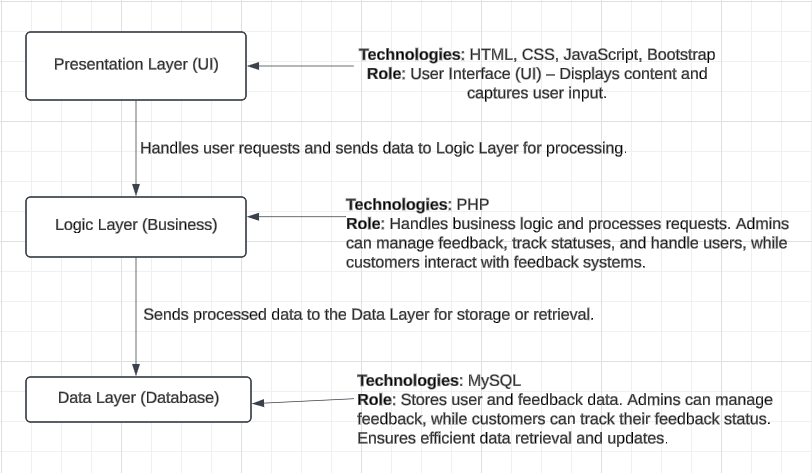 Presentation Layer (UI)
Technologies: HTML, CSS, JavaScript, Bootstrap
Role: User Interface (UI) – Displays content and
captures user input.
Handles user requests and sends data to Logic Layer for processing.
Logic Layer (Business)
Technologies: PHP
Role: Handles business logic and processes requests. Admins
can manage feedback, track statuses, and handle users, while
customers interact with feedback systems.
Sends processed data to the Data Layer for storage or retrieval.
Data Layer (Database)
Technologies: MySQL
Role: Stores user and feedback data. Admins can manage
feedback, while customers can track their feedback status.
Ensures efficient data retrieval and updates.